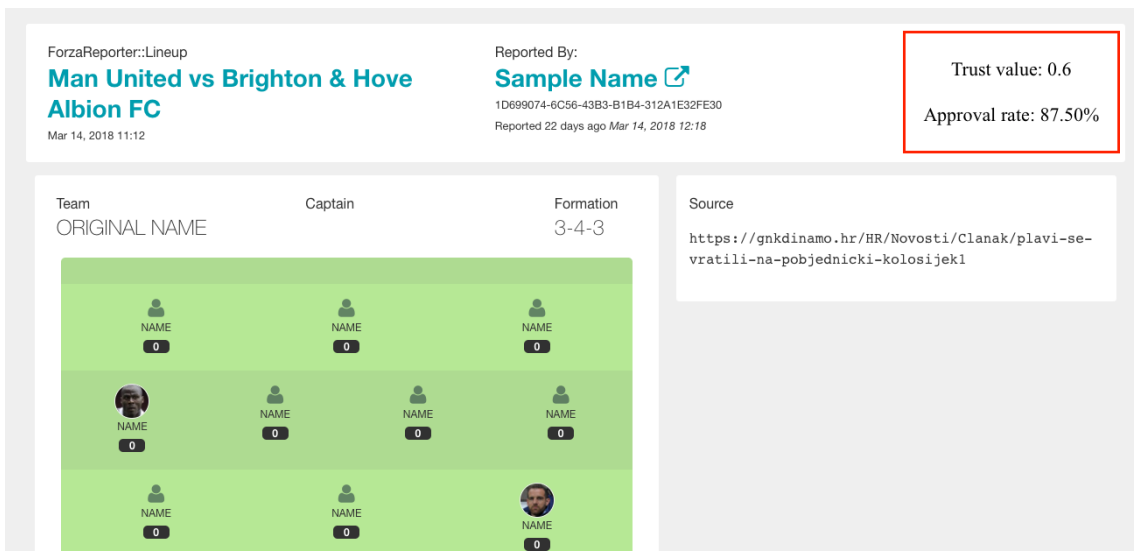 ForzaReporter::Lineup
Man United vs Brighton & Hove
Albion FC
Mar 14, 2018 11:12
Reported By:
Sample Name
1D699074-6C56-43B3-B1B4-312A1E32FE30
Reported 22 days ago Mar 14, 2018 12:18
Trust value: 0.6
Approval rate: 87.50%
Team
ORIGINAL NAME
Captain
Formation
3-4-3
NAME NAME NAME
0 0 0
NAME NAME NAME NAME
0 0 0 0
NAME NAME NAME
0 0 0
Source
https://gnkdinamo.hr/HR/Novosti/Clanak/plavi-se-
vratili-na-pobjednicki-kolosijek1